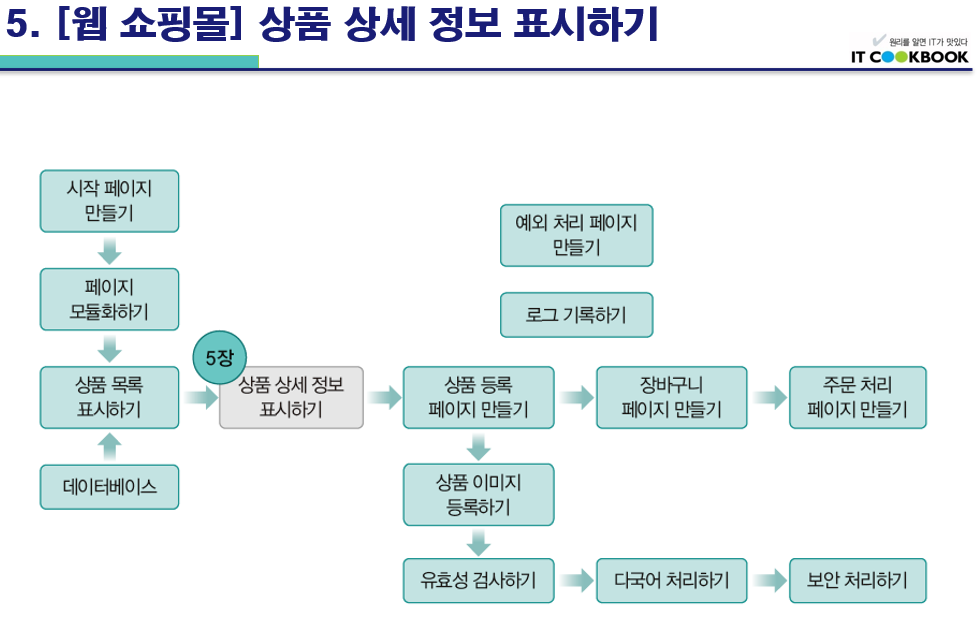 5. [웹 쇼핑몰] 상품 상세 정보 표시하기
원리를 알면 IT가 맛있다
IT COOKBOOK
시작 페이지
만들기
예외 처리 페이지
만들기
페이지
모듈화하기
로그 기록하기
5장
상품 목록
표시하기
상품 상세 정보
표시하기
상품 등록
페이지 만들기
장바구니
페이지 만들기
주문 처리
페이지 만들기
데이터베이스
상품 이미지
등록하기
유효성 검사하기
다국어 처리하기
보안 처리하기